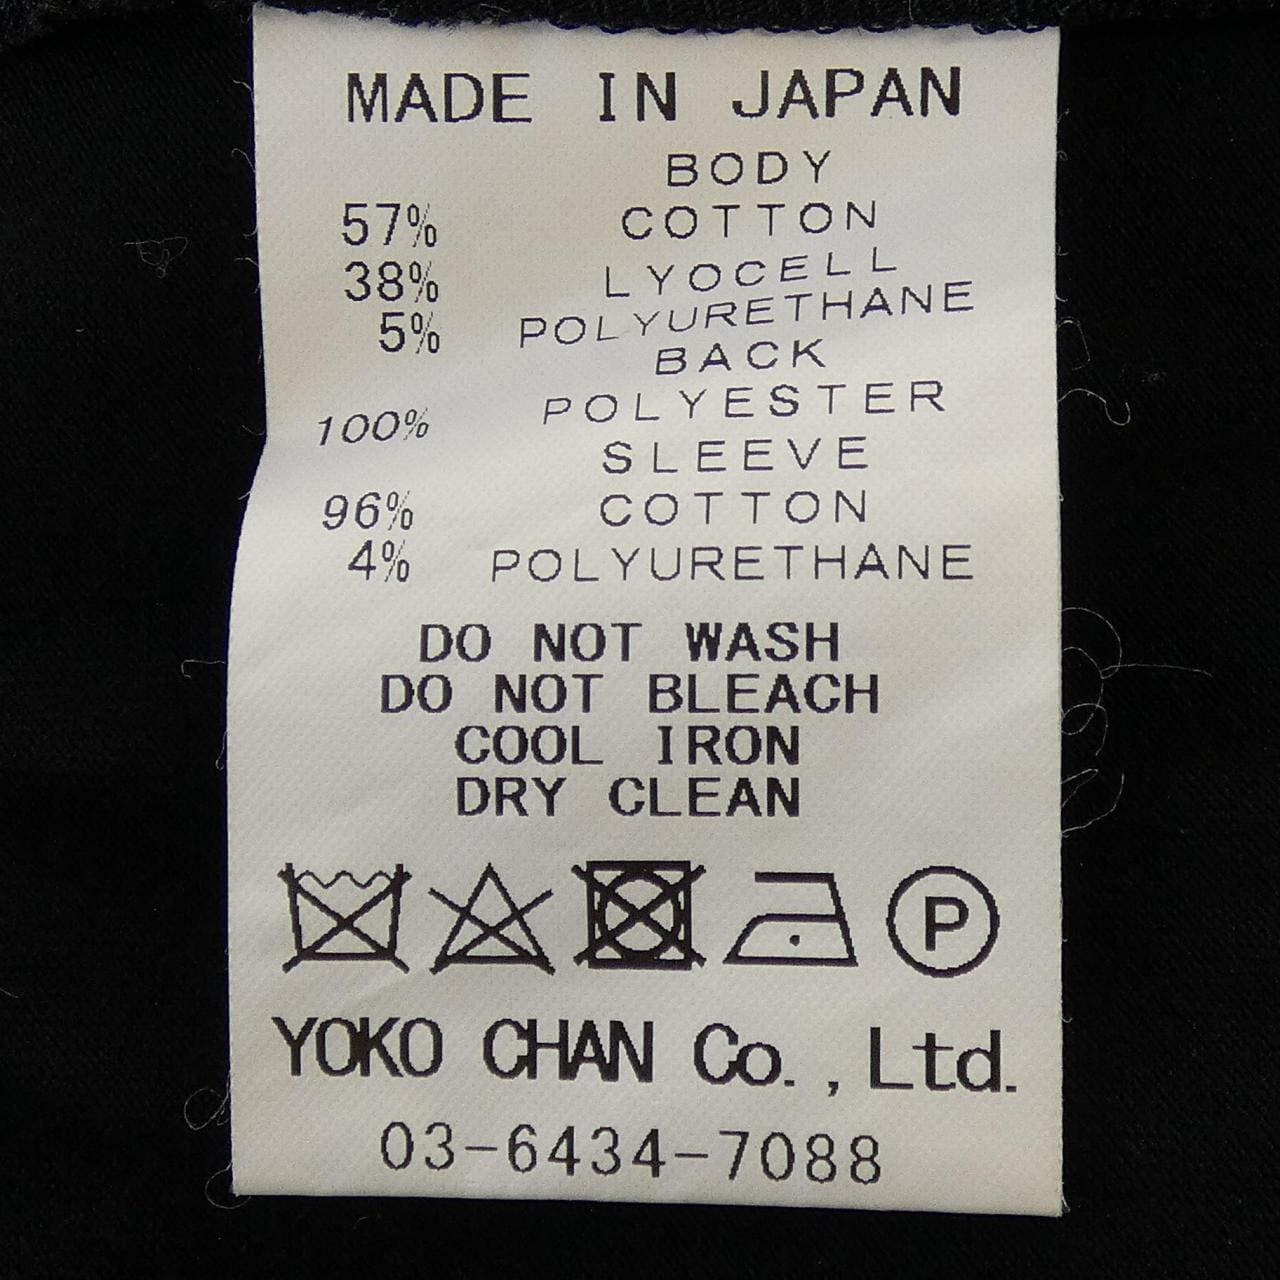 MADE IN JAPAN
BODY
57% COTTON
38% LYOCELL
5% POLYURETHANE
BACK
100% POLYESTER
SLEEVE
96% COTTON
4% POLYURETHANE
DO NOT WASH
DO NOT BLEACH
COOL IRON
DRY CLEAN
P
YOKO CHAN Co., Ltd.
03-6434-7088